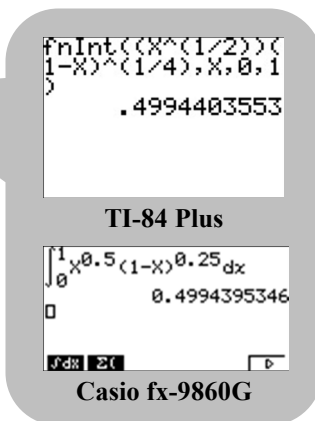 fnInt((X^(1/2))(
1-X)^(1/4),X,0,1
)
.4994403553
TI-84 Plus
∫₀¹X^0.5(1-X)^0.25dx
0.4994395346
∫dx Σ( ▷
Casio fx-9860G